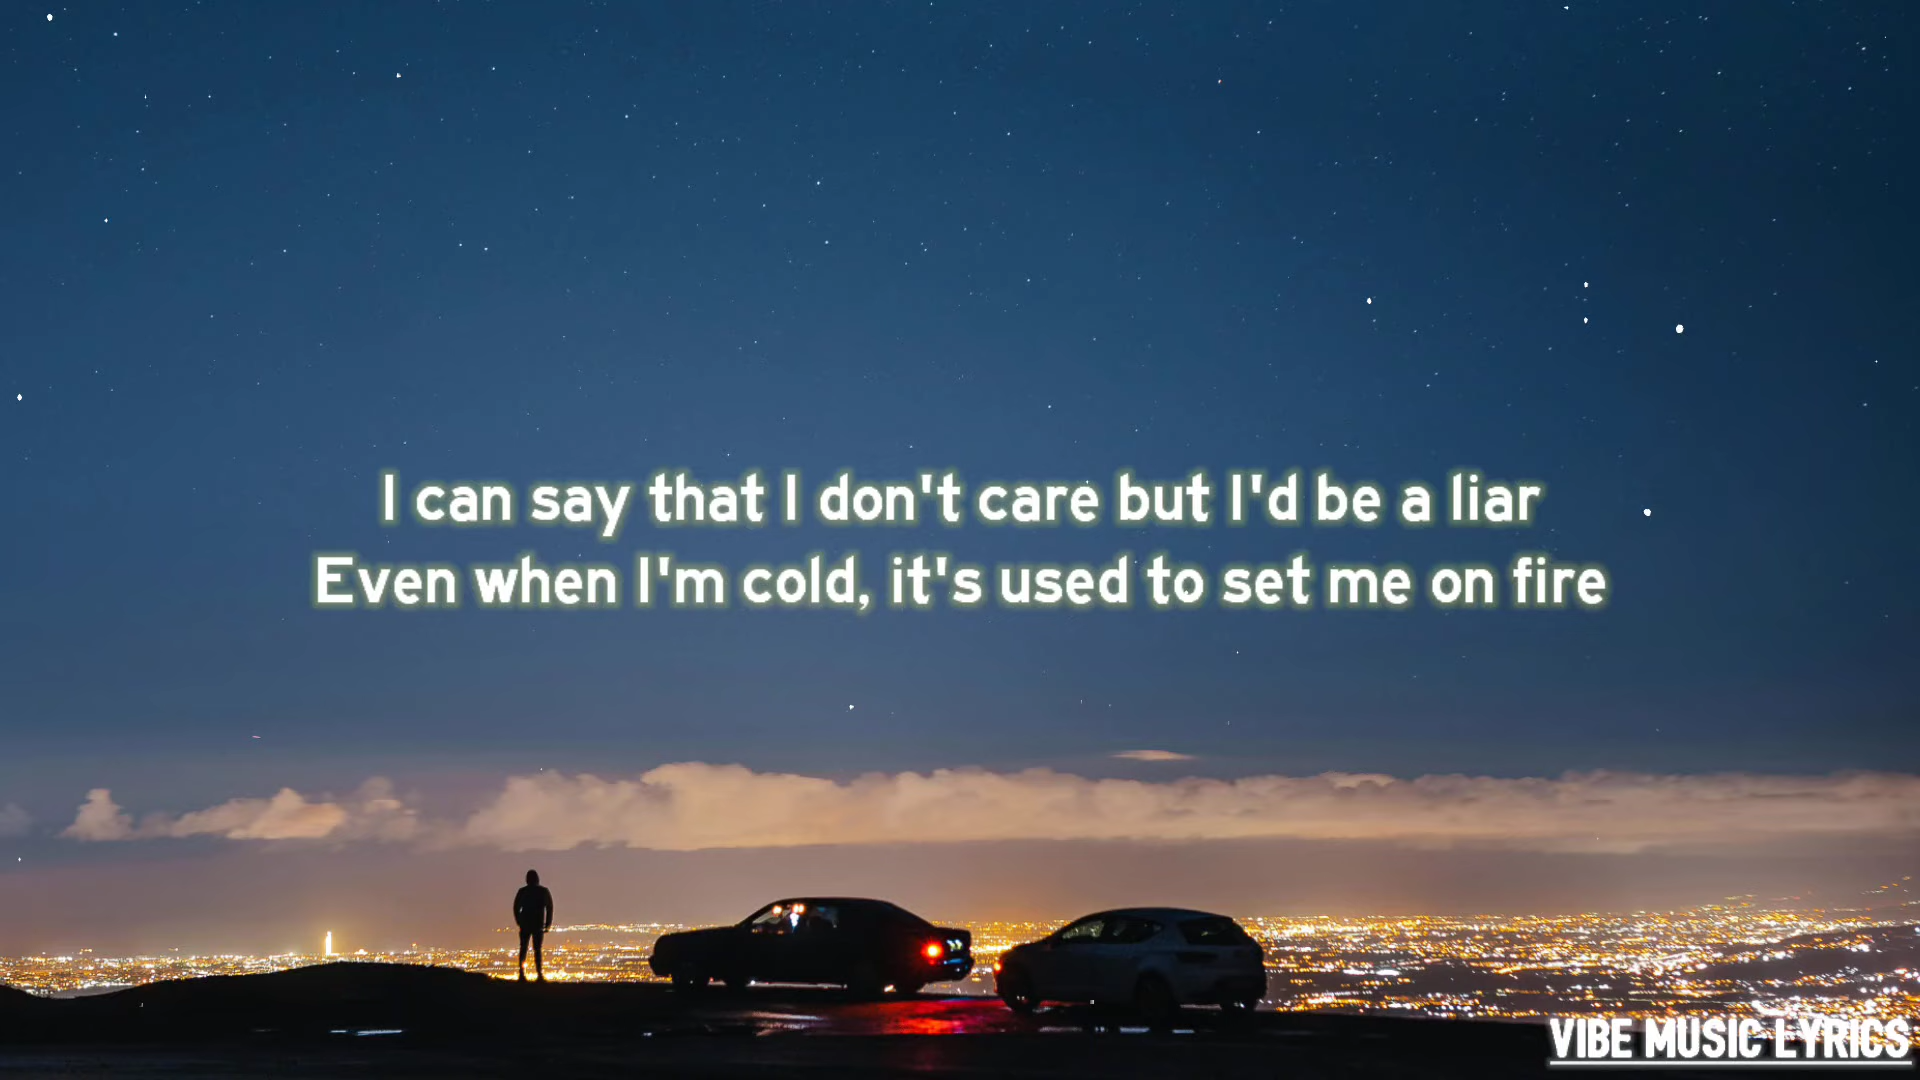 I can say that I don't care but I'd be a liar
Even when I'm cold, it's used to set me on fire
VIBE MUSIC LYRICS